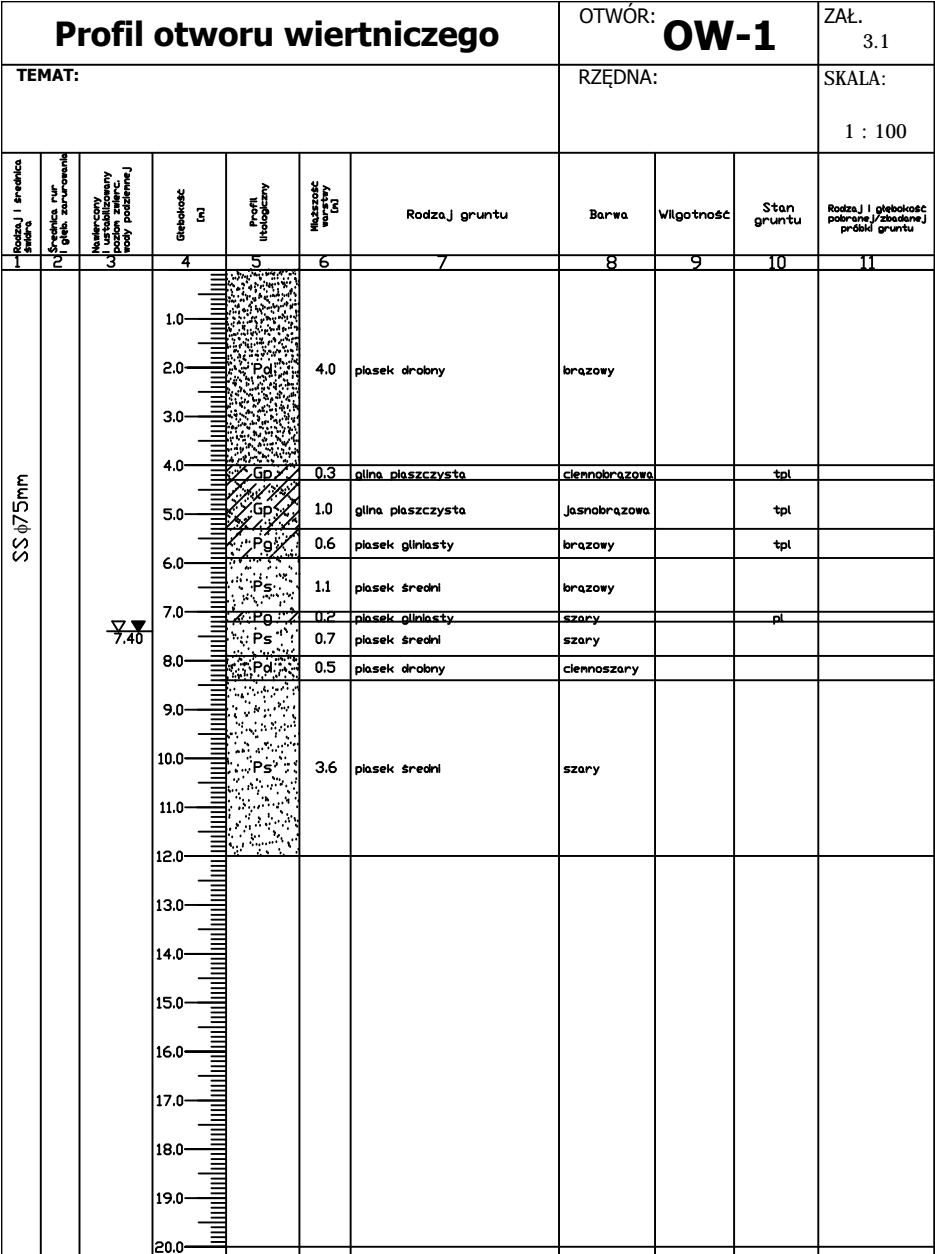 Profil otworu wiertniczego
OTWÓR: OW-1
ZAŁ.
3.1
TEMAT:
RZĘDNA:
SKALA:
1 : 100
Rodzaj i średnica
świdra
Średnica rur
i głęb. zarurowania
Nawiercony
i ustabilizowany
poziom zwierc.
wody podziemnej
Głębokość
[m]
Profil
litologiczny
Miąższość
warstwy
[m]
Rodzaj gruntu
Barwa
Wilgotność
Stan
gruntu
Rodzaj i głębokość
pobranej/zbadanej
próbki gruntu
1 2 3 4 5 6 7 8 9 10 11
SSφ75mm
1.0
2.0 Pd 4.0 piasek drobny brązowy
3.0
4.0
Gp 0.3 glina piaszczysta ciemnobrązowa tpl
5.0 Gp 1.0 glina piaszczysta jasnobrązowa tpl
Pg 0.6 piasek gliniasty brązowy tpl
6.0
Ps 1.1 piasek średni brązowy
7.0
Pg 0.2 piasek gliniasty szary pl
7.40 Ps 0.7 piasek średni szary
8.0 Pd 0.5 piasek drobny ciemnoszary
9.0
10.0 Ps 3.6 piasek średni szary
11.0
12.0
13.0
14.0
15.0
16.0
17.0
18.0
19.0
20.0